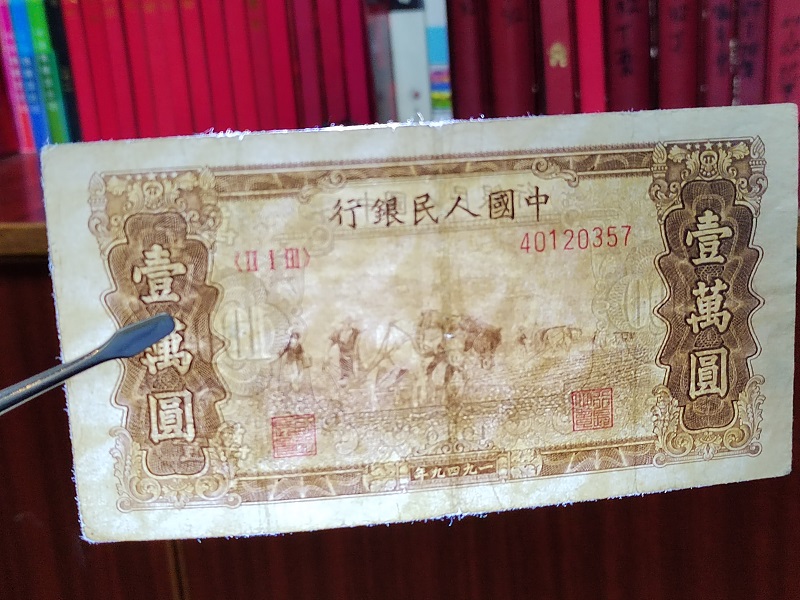 中國人民銀行
〈II I III〉
40120357
壹萬圓
壹萬圓
一九四九年